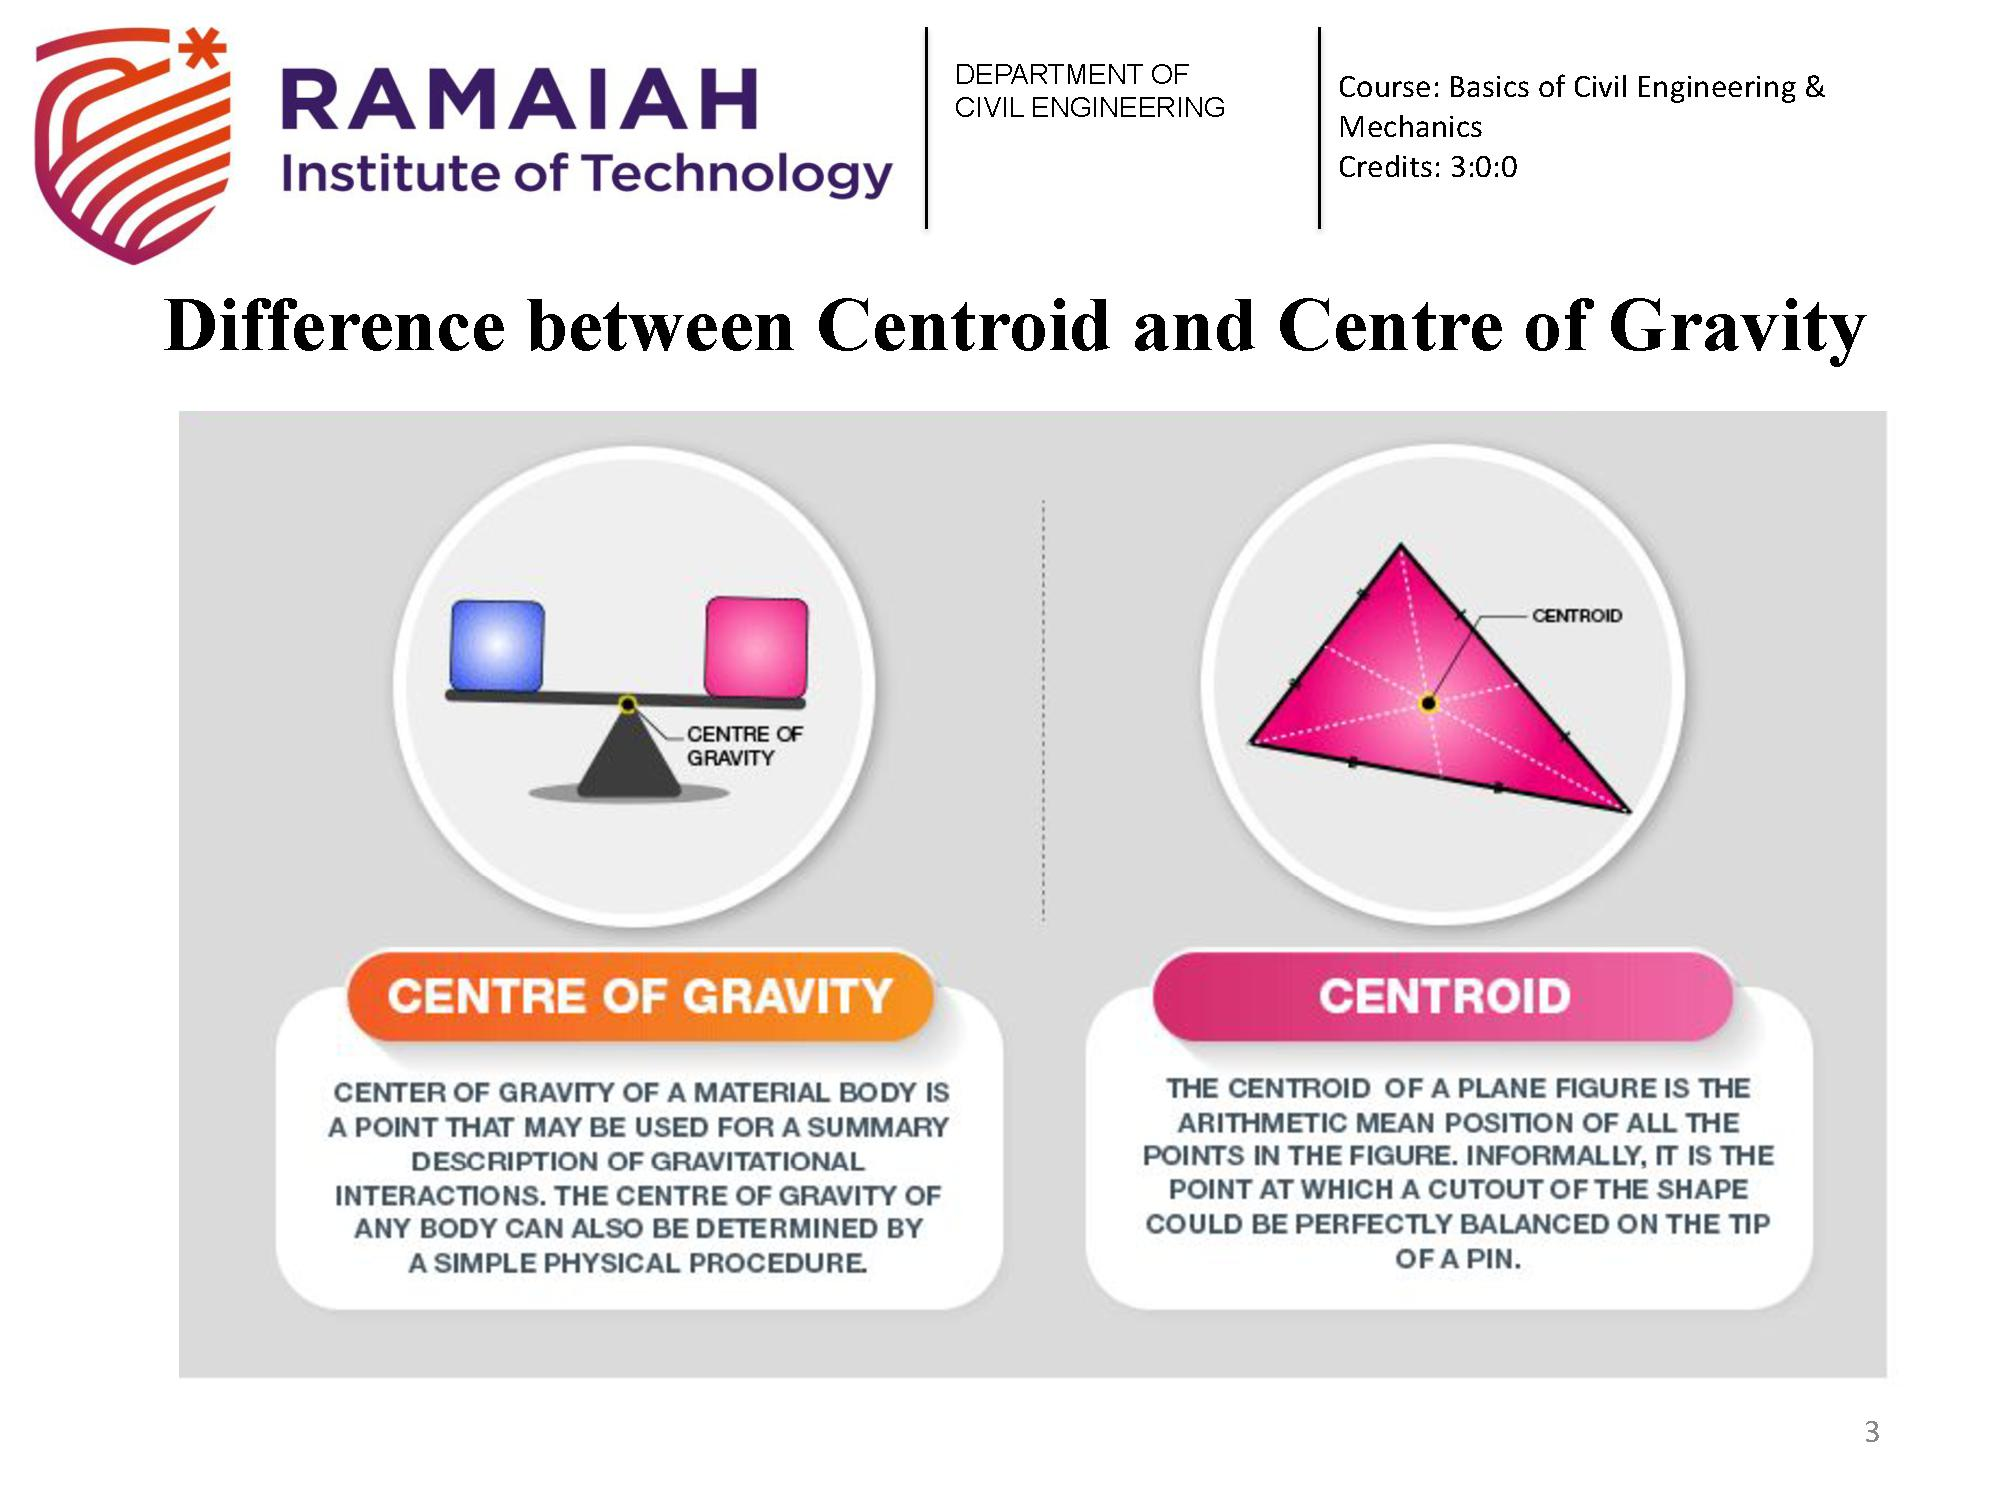 RAMAIAH
Institute of Technology
DEPARTMENT OF
CIVIL ENGINEERING
Course: Basics of Civil Engineering &
Mechanics
Credits: 3:0:0
Difference between Centroid and Centre of Gravity
CENTRE OF
GRAVITY
CENTROID
CENTRE OF GRAVITY
CENTER OF GRAVITY OF A MATERIAL BODY IS
A POINT THAT MAY BE USED FOR A SUMMARY
DESCRIPTION OF GRAVITATIONAL
INTERACTIONS. THE CENTRE OF GRAVITY OF
ANY BODY CAN ALSO BE DETERMINED BY
A SIMPLE PHYSICAL PROCEDURE.
CENTROID
THE CENTROID OF A PLANE FIGURE IS THE
ARITHMETIC MEAN POSITION OF ALL THE
POINTS IN THE FIGURE. INFORMALLY, IT IS THE
POINT AT WHICH A CUTOUT OF THE SHAPE
COULD BE PERFECTLY BALANCED ON THE TIP
OF A PIN.
3